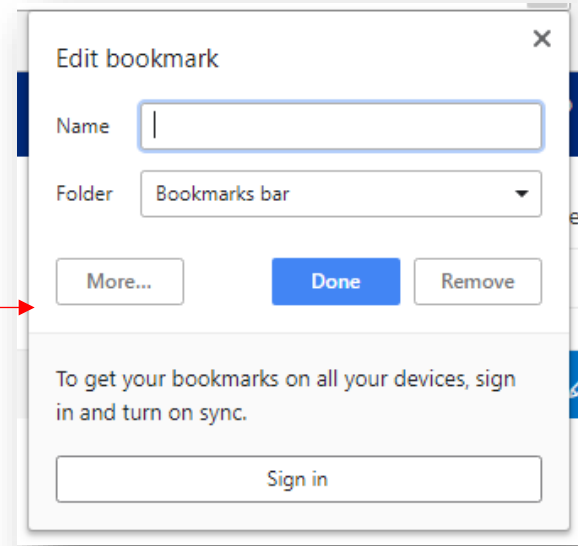 Edit bookmark
Name
Folder Bookmarks bar
More... Done Remove
To get your bookmarks on all your devices, sign
in and turn on sync.
Sign in